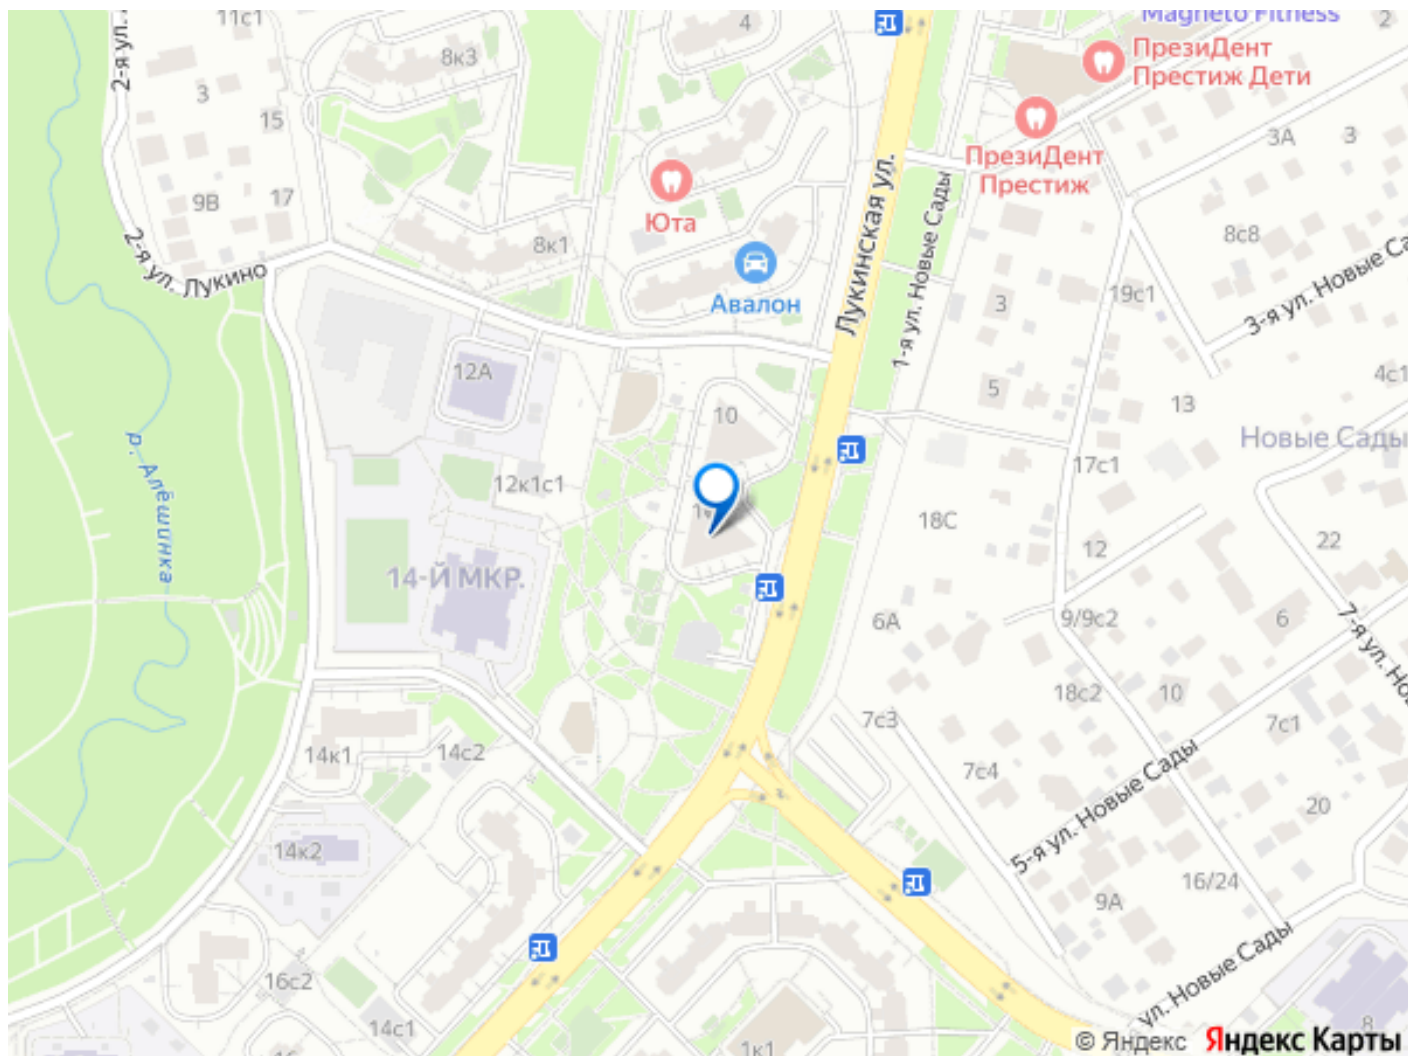 11с1
4
Magneto Fitness
2
2-я ул.
8к3
ПрезиДент
Престиж Дети
3
15
3А
3
ПрезиДент
Престиж
9В
17
Юта
8к1
8с8
2-я ул. Лукино
Авалон
Лукинская ул.
1-я ул. Новые Сады
3
19с1
3-я ул. Новые Са
12А
5
4с1
10
13
Новые Сады
р. Алёшинка
12к1с1
17с1
18С
22
12
14-Й МКР.
6А
9/9с2
6
7-я ул. Но
18с2
10
7с3
7с1
14к1
14с2
7с4
5-я ул. Новые Сады
20
14к2
16/24
9А
16с2
14с1
ул. Новые Сады
8
1к1
© Яндекс Яндекс Карты